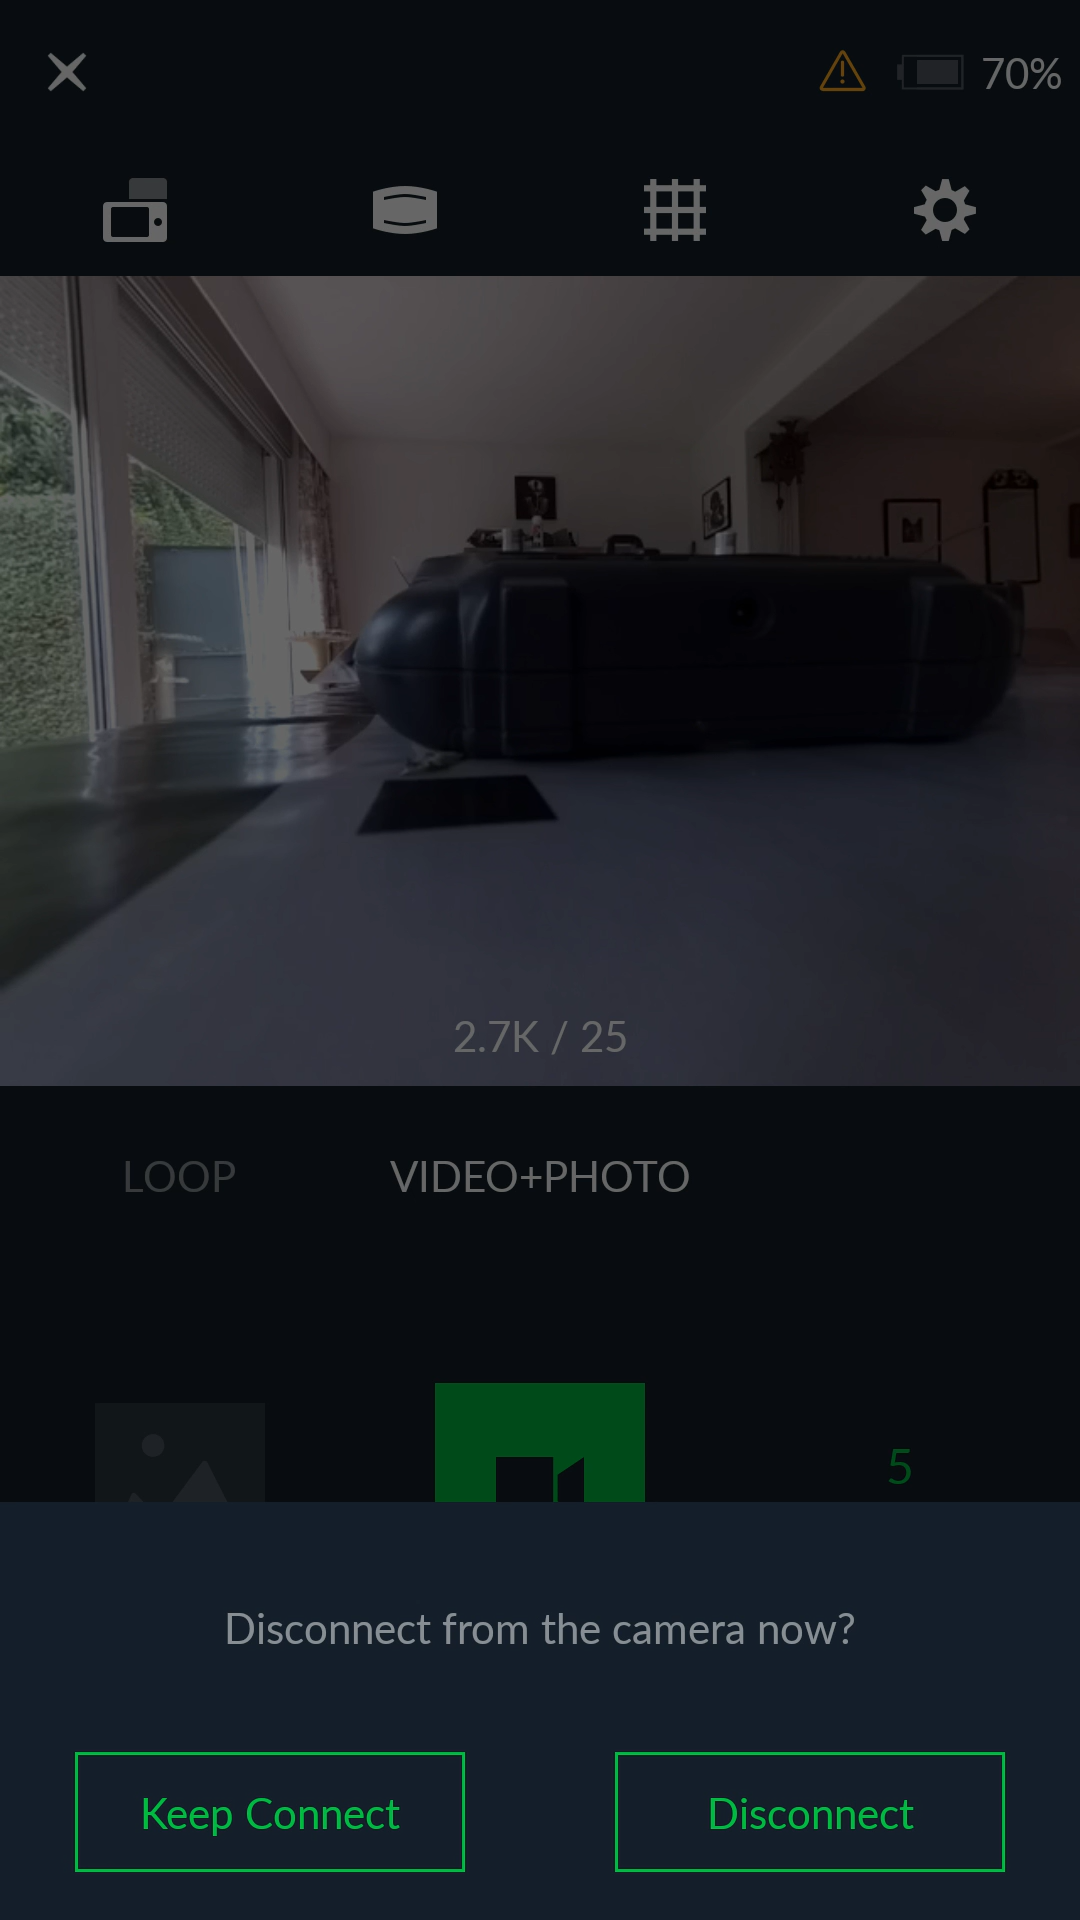 70%
2.7K / 25
LOOP
VIDEO+PHOTO
5
Disconnect from the camera now?
Keep Connect
Disconnect